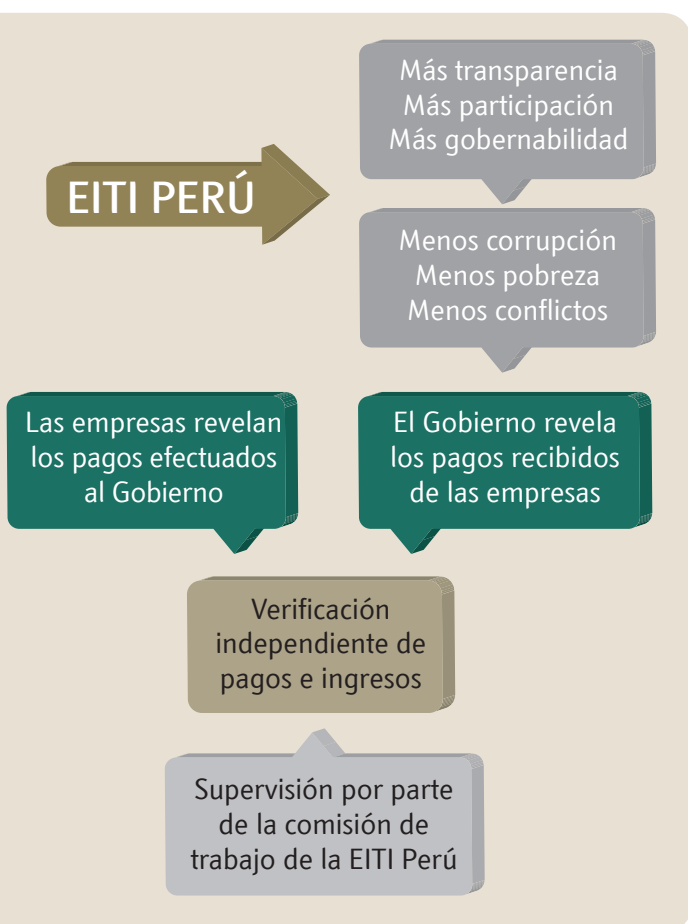 EITI PERÚ
Más transparencia
Más participación
Más gobernabilidad
Menos corrupción
Menos pobreza
Menos conflictos
Las empresas revelan
los pagos efectuados
al Gobierno
El Gobierno revela
los pagos recibidos
de las empresas
Verificación
independiente de
pagos e ingresos
Supervisión por parte
de la comisión de
trabajo de la EITI Perú